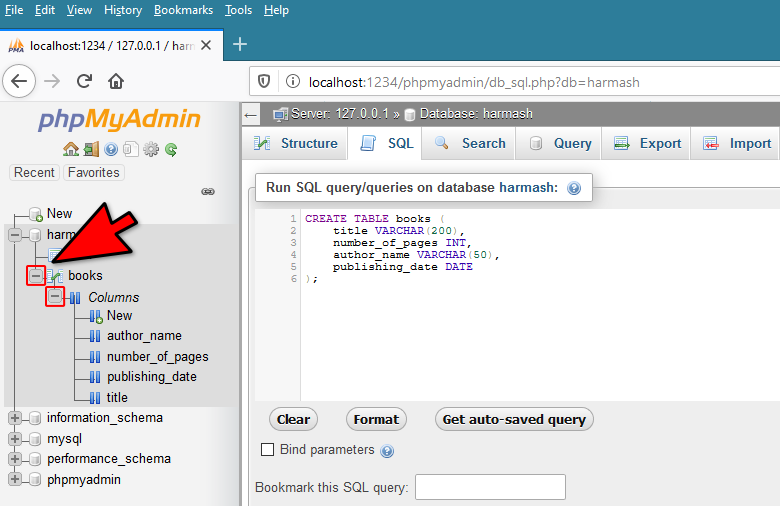 File Edit View History Bookmarks Tools Help
PMA localhost:1234 / 127.0.0.1 / harm
localhost:1234/phpmyadmin/db_sql.php?db=harmash
phpMyAdmin
Recent Favorites
New
harm
books
Columns
New
author_name
number_of_pages
publishing_date
title
information_schema
mysql
performance_schema
phpmyadmin
Server: 127.0.0.1 » Database: harmash
Structure SQL Search Query Export Import
Run SQL query/queries on database harmash:
1 CREATE TABLE books (
2 title VARCHAR(200),
3 number_of_pages INT,
4 author_name VARCHAR(50),
5 publishing_date DATE
6 );
Clear Format Get auto-saved query
Bind parameters
Bookmark this SQL query: